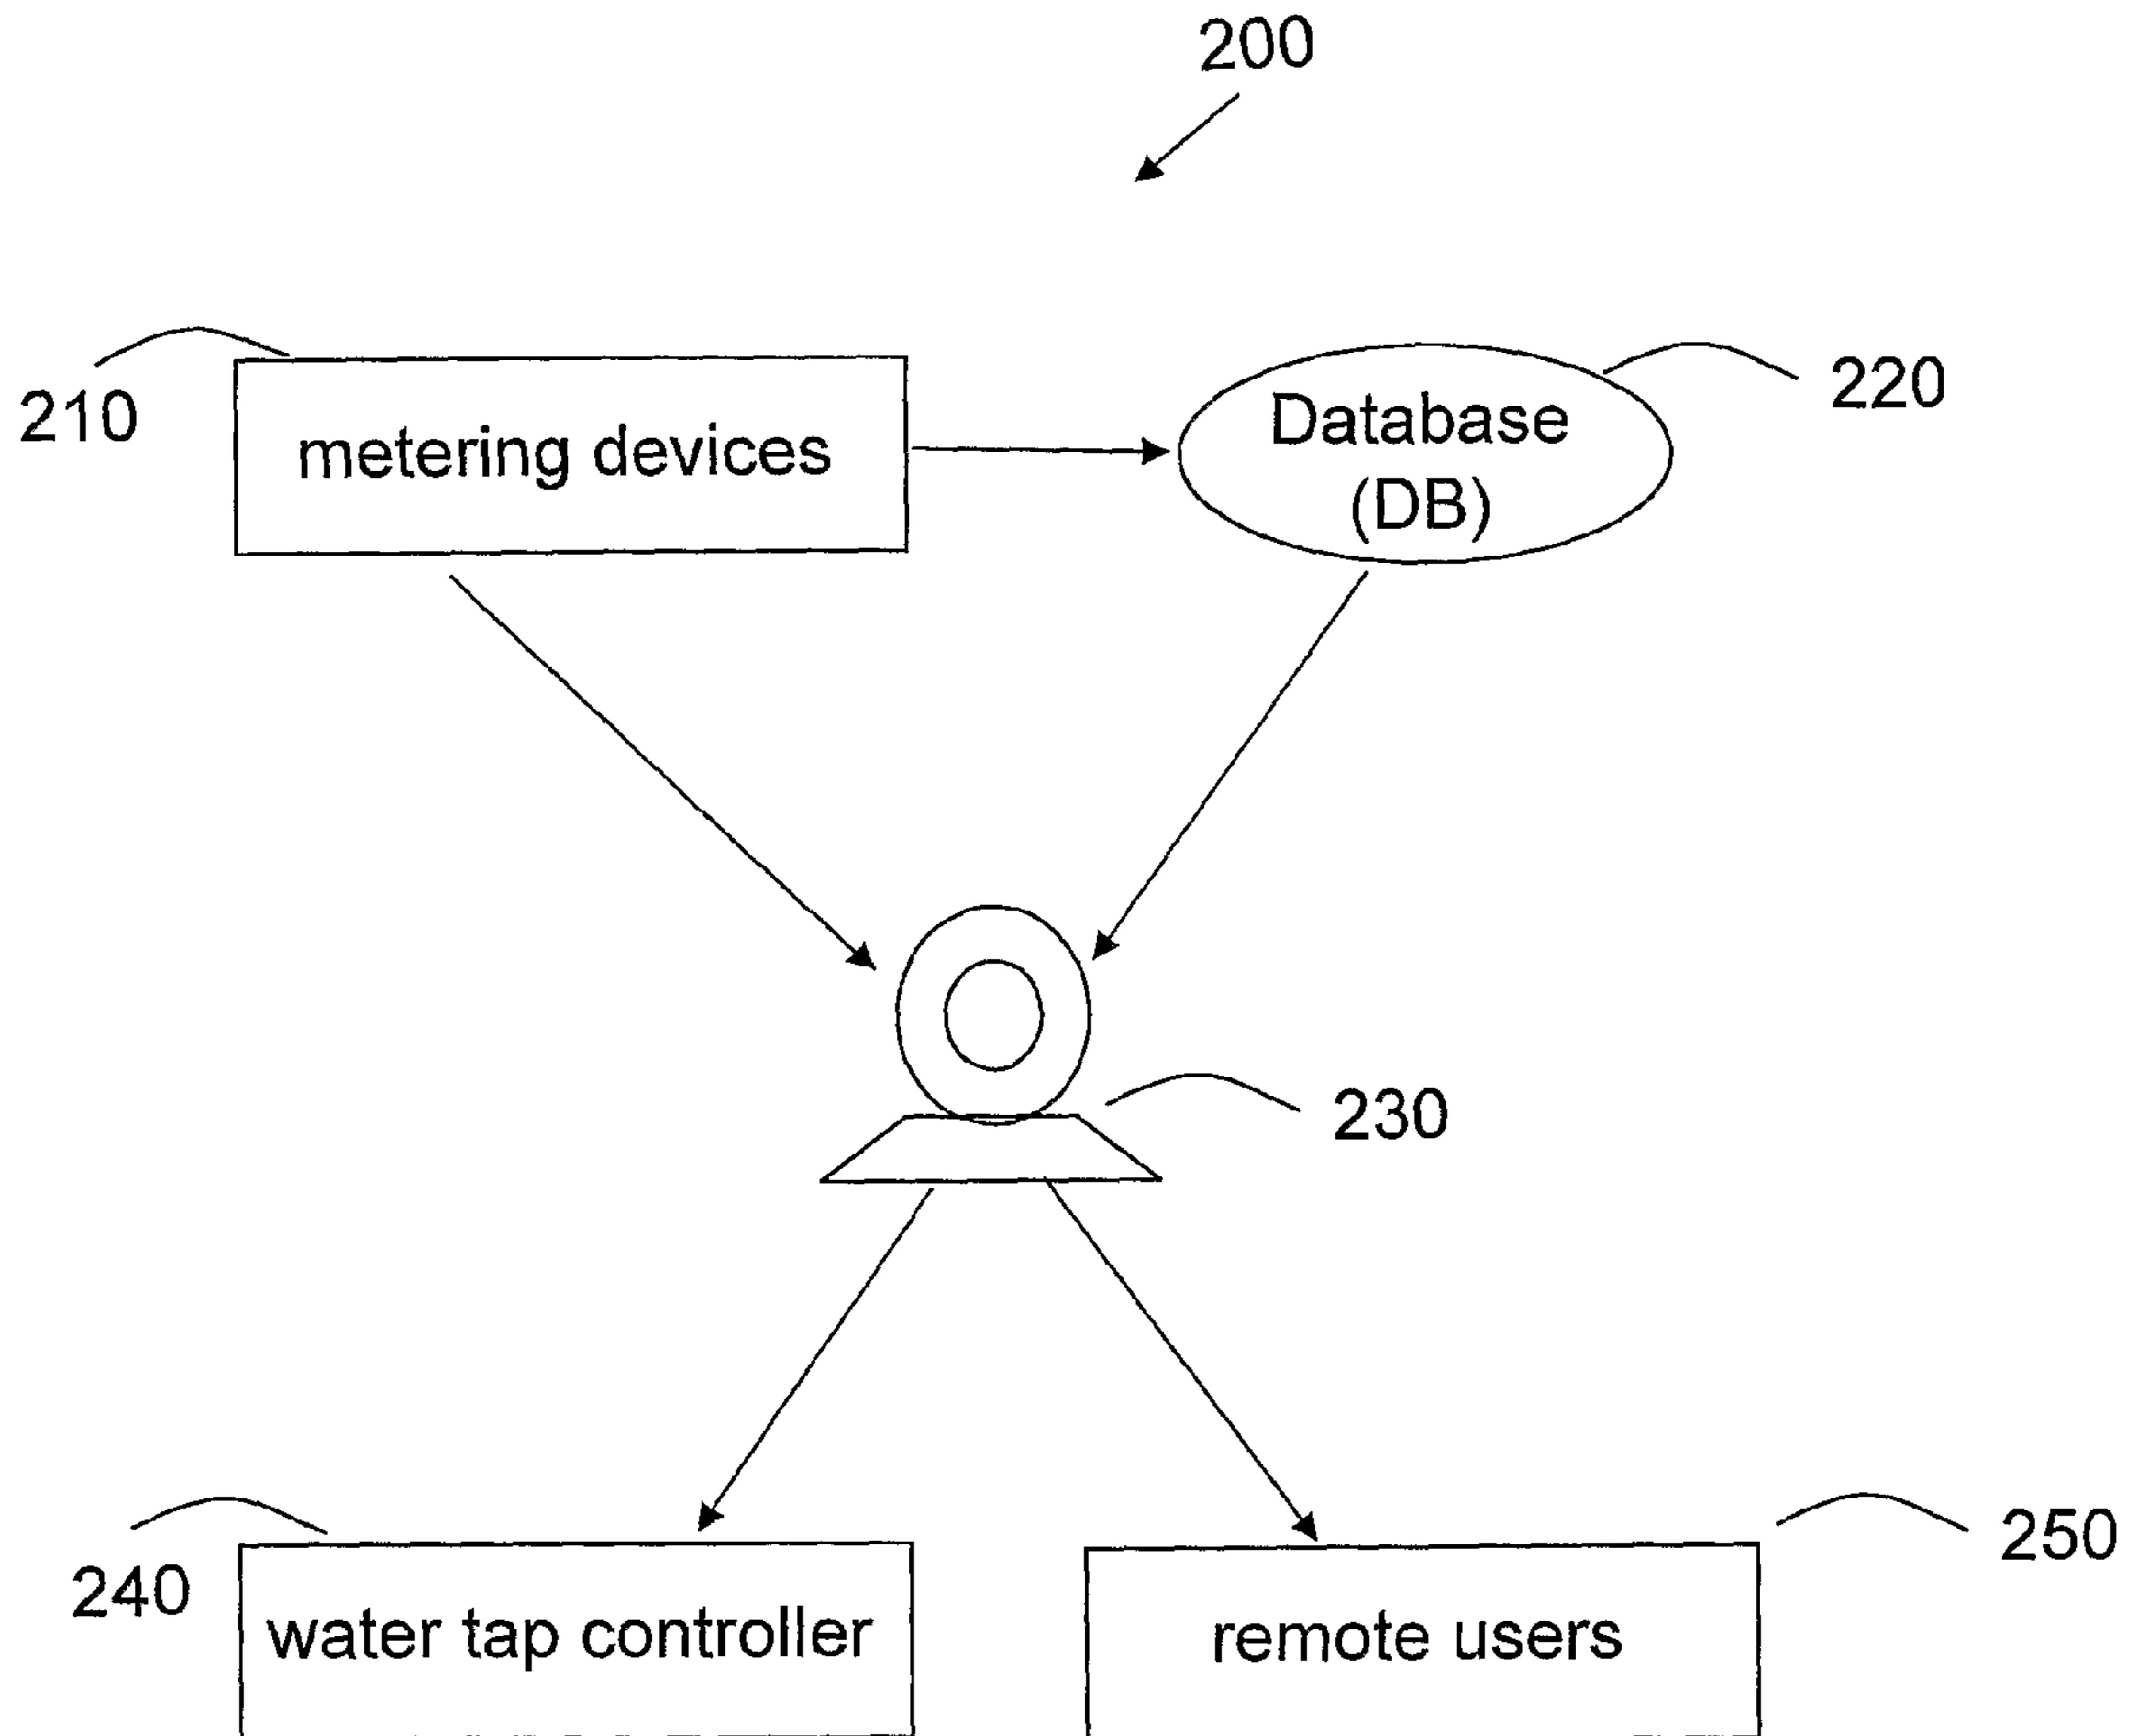 200
210
metering devices
Database
(DB)
220
230
240
water tap controller
remote users
250